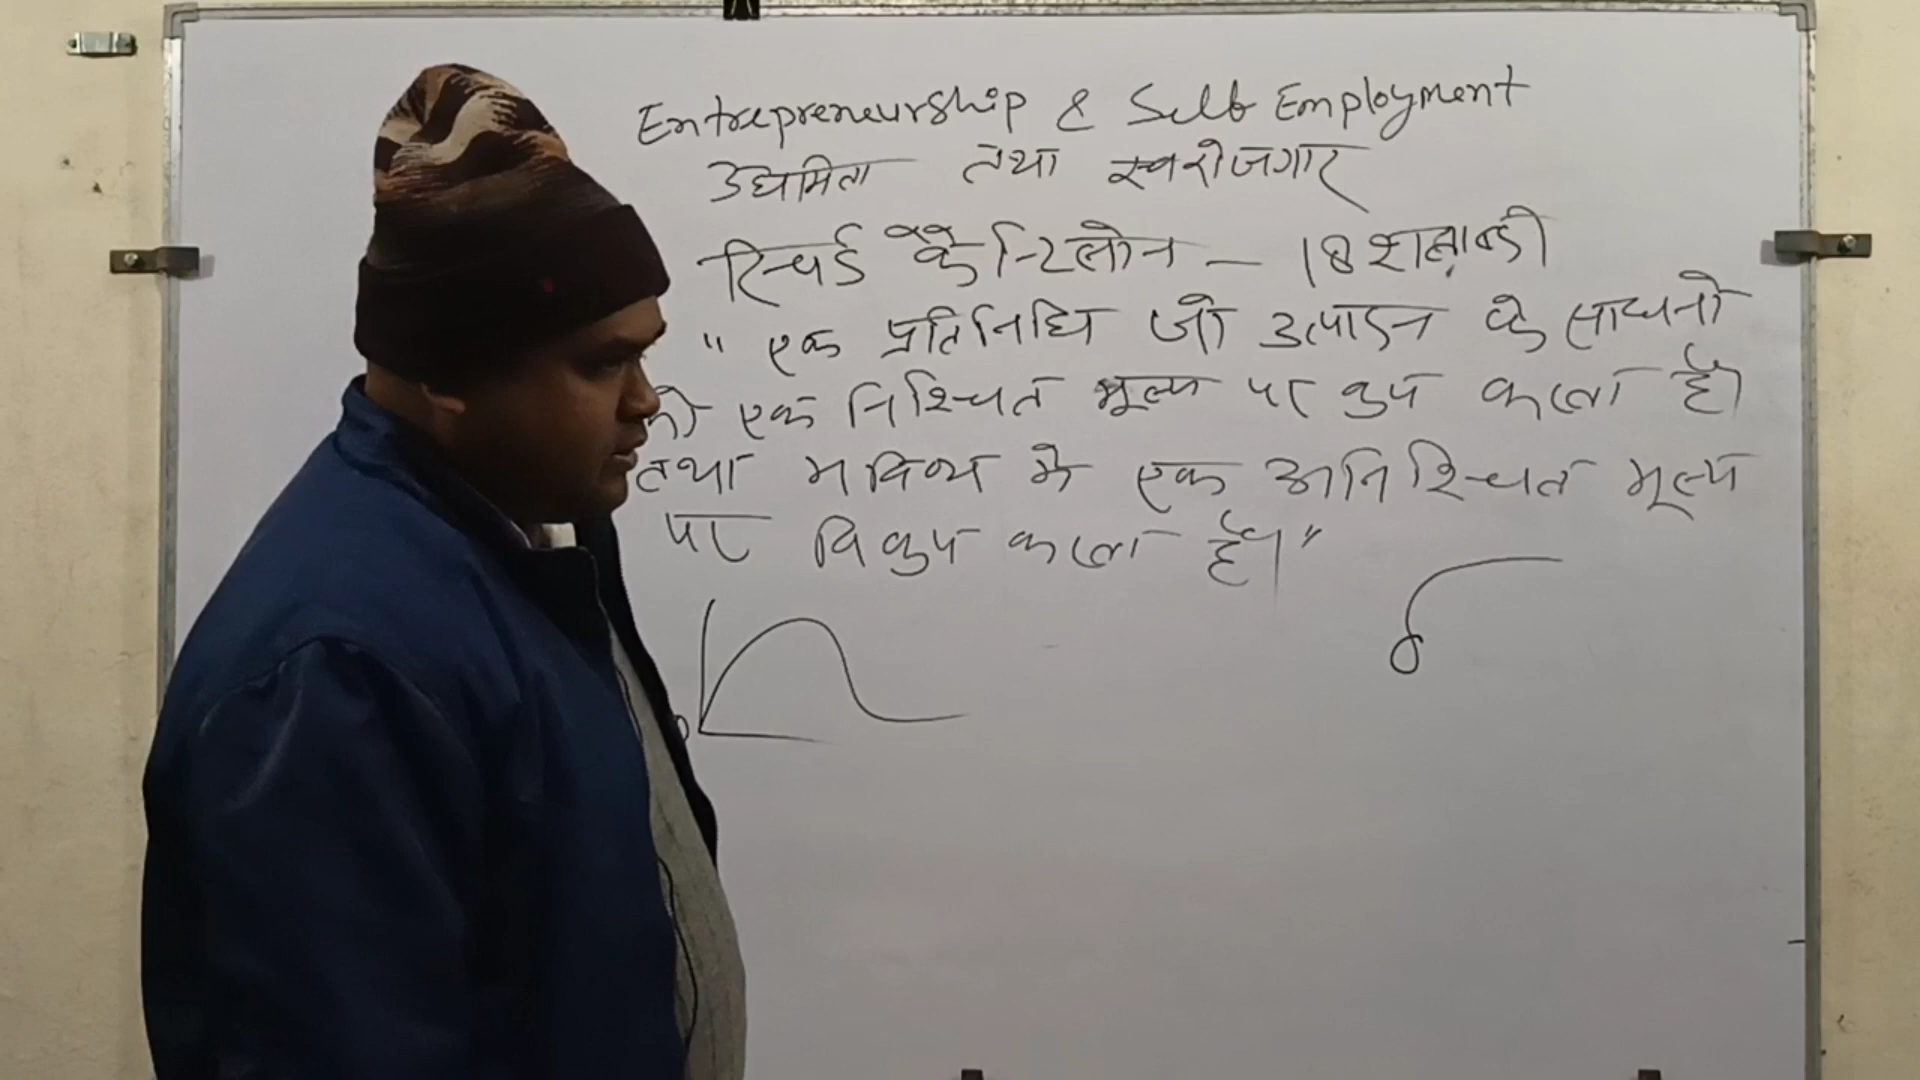 Entrepreneurship & Self Employment
उद्यमिता तथा स्वरोजगार
रिचर्ड कैन्टिलोन - 18 शताब्दी
" एक प्रतिनिधि जो उत्पादन के साधनो
को एक निश्चित मूल्य पर क्रय करता है
तथा भविष्य मे एक अनिश्चित मूल्य
पर विक्रय करता है।"